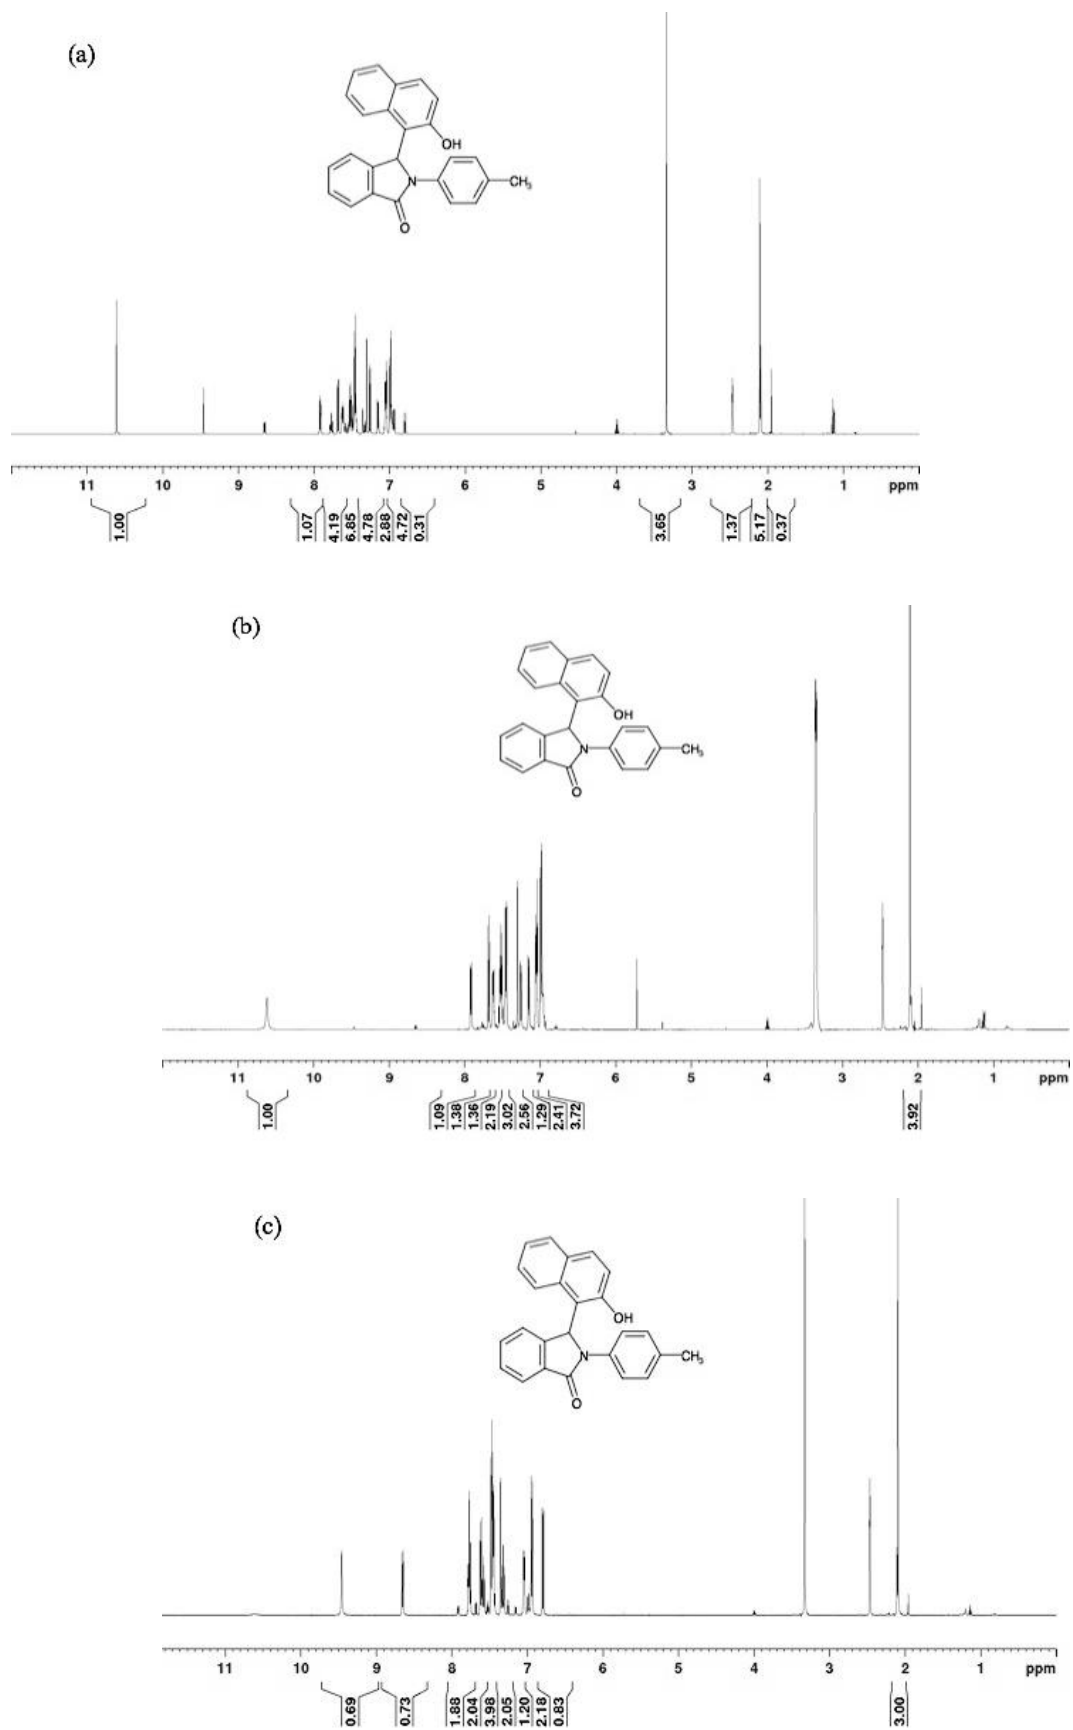 (a)
OH
N
CH3
O
11 10 9 8 7 6 5 4 3 2 1 ppm
1.00 1.07 4.19 6.85 4.78 2.88 4.72 0.31 3.65 1.37 5.17 0.37
(b)
OH
N
CH3
O
11 10 9 8 7 6 5 4 3 2 1 ppm
1.00 1.09 1.38 1.36 2.19 3.02 2.56 1.29 2.41 3.72 3.92
(c)
OH
N
CH3
O
11 10 9 8 7 6 5 4 3 2 1 ppm
0.69 0.73 1.88 2.04 3.98 2.05 1.20 2.18 0.83 3.00